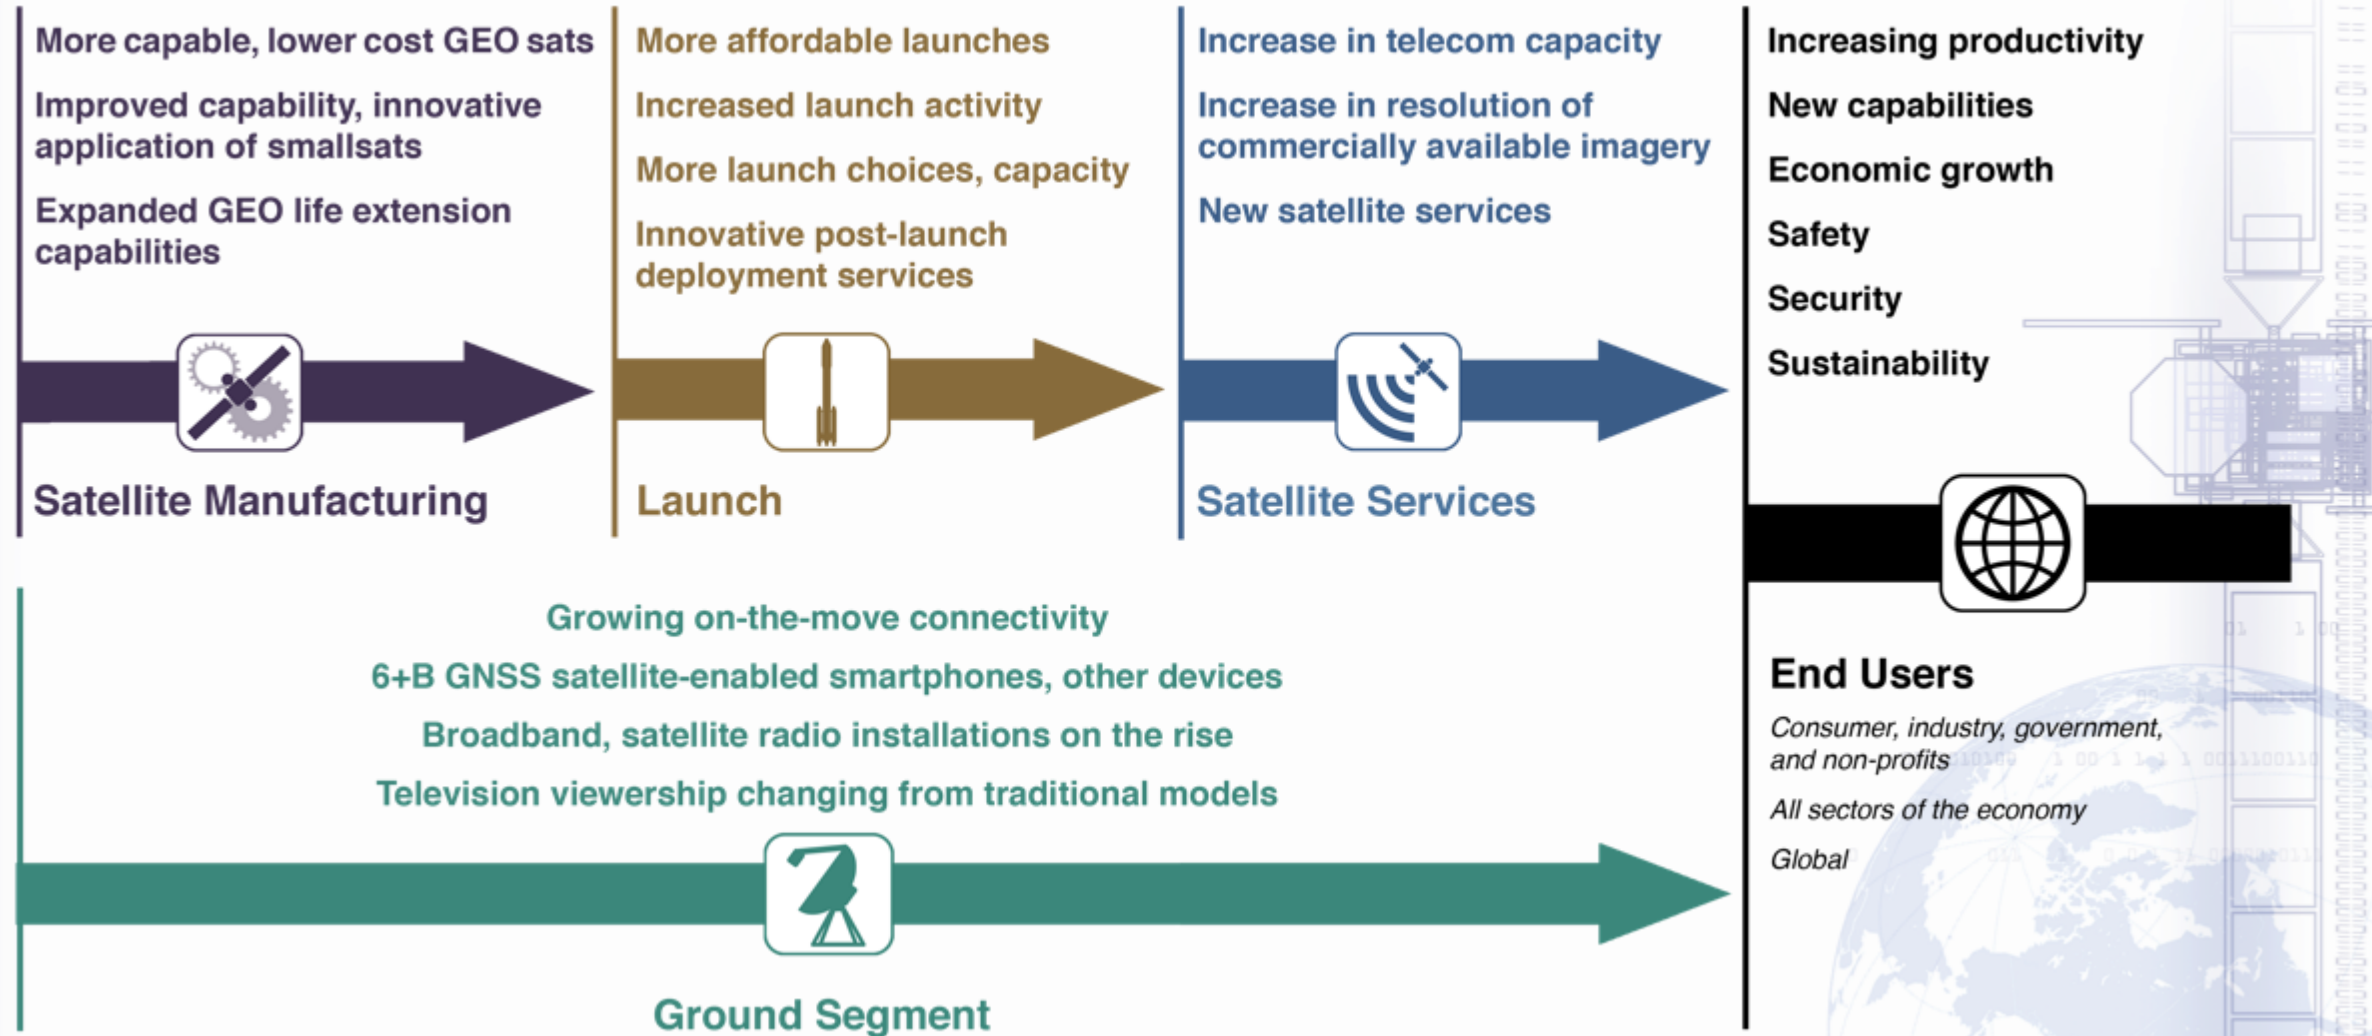 More capable, lower cost GEO sats
Improved capability, innovative
application of smallsats
Expanded GEO life extension
capabilities
Satellite Manufacturing
More affordable launches
Increased launch activity
More launch choices, capacity
Innovative post-launch
deployment services
Launch
Increase in telecom capacity
Increase in resolution of
commercially available imagery
New satellite services
Satellite Services
Growing on-the-move connectivity
6+B GNSS satellite-enabled smartphones, other devices
Broadband, satellite radio installations on the rise
Television viewership changing from traditional models
Ground Segment
Increasing productivity
New capabilities
Economic growth
Safety
Security
Sustainability
End Users
Consumer, industry, government,
and non-profits
All sectors of the economy
Global